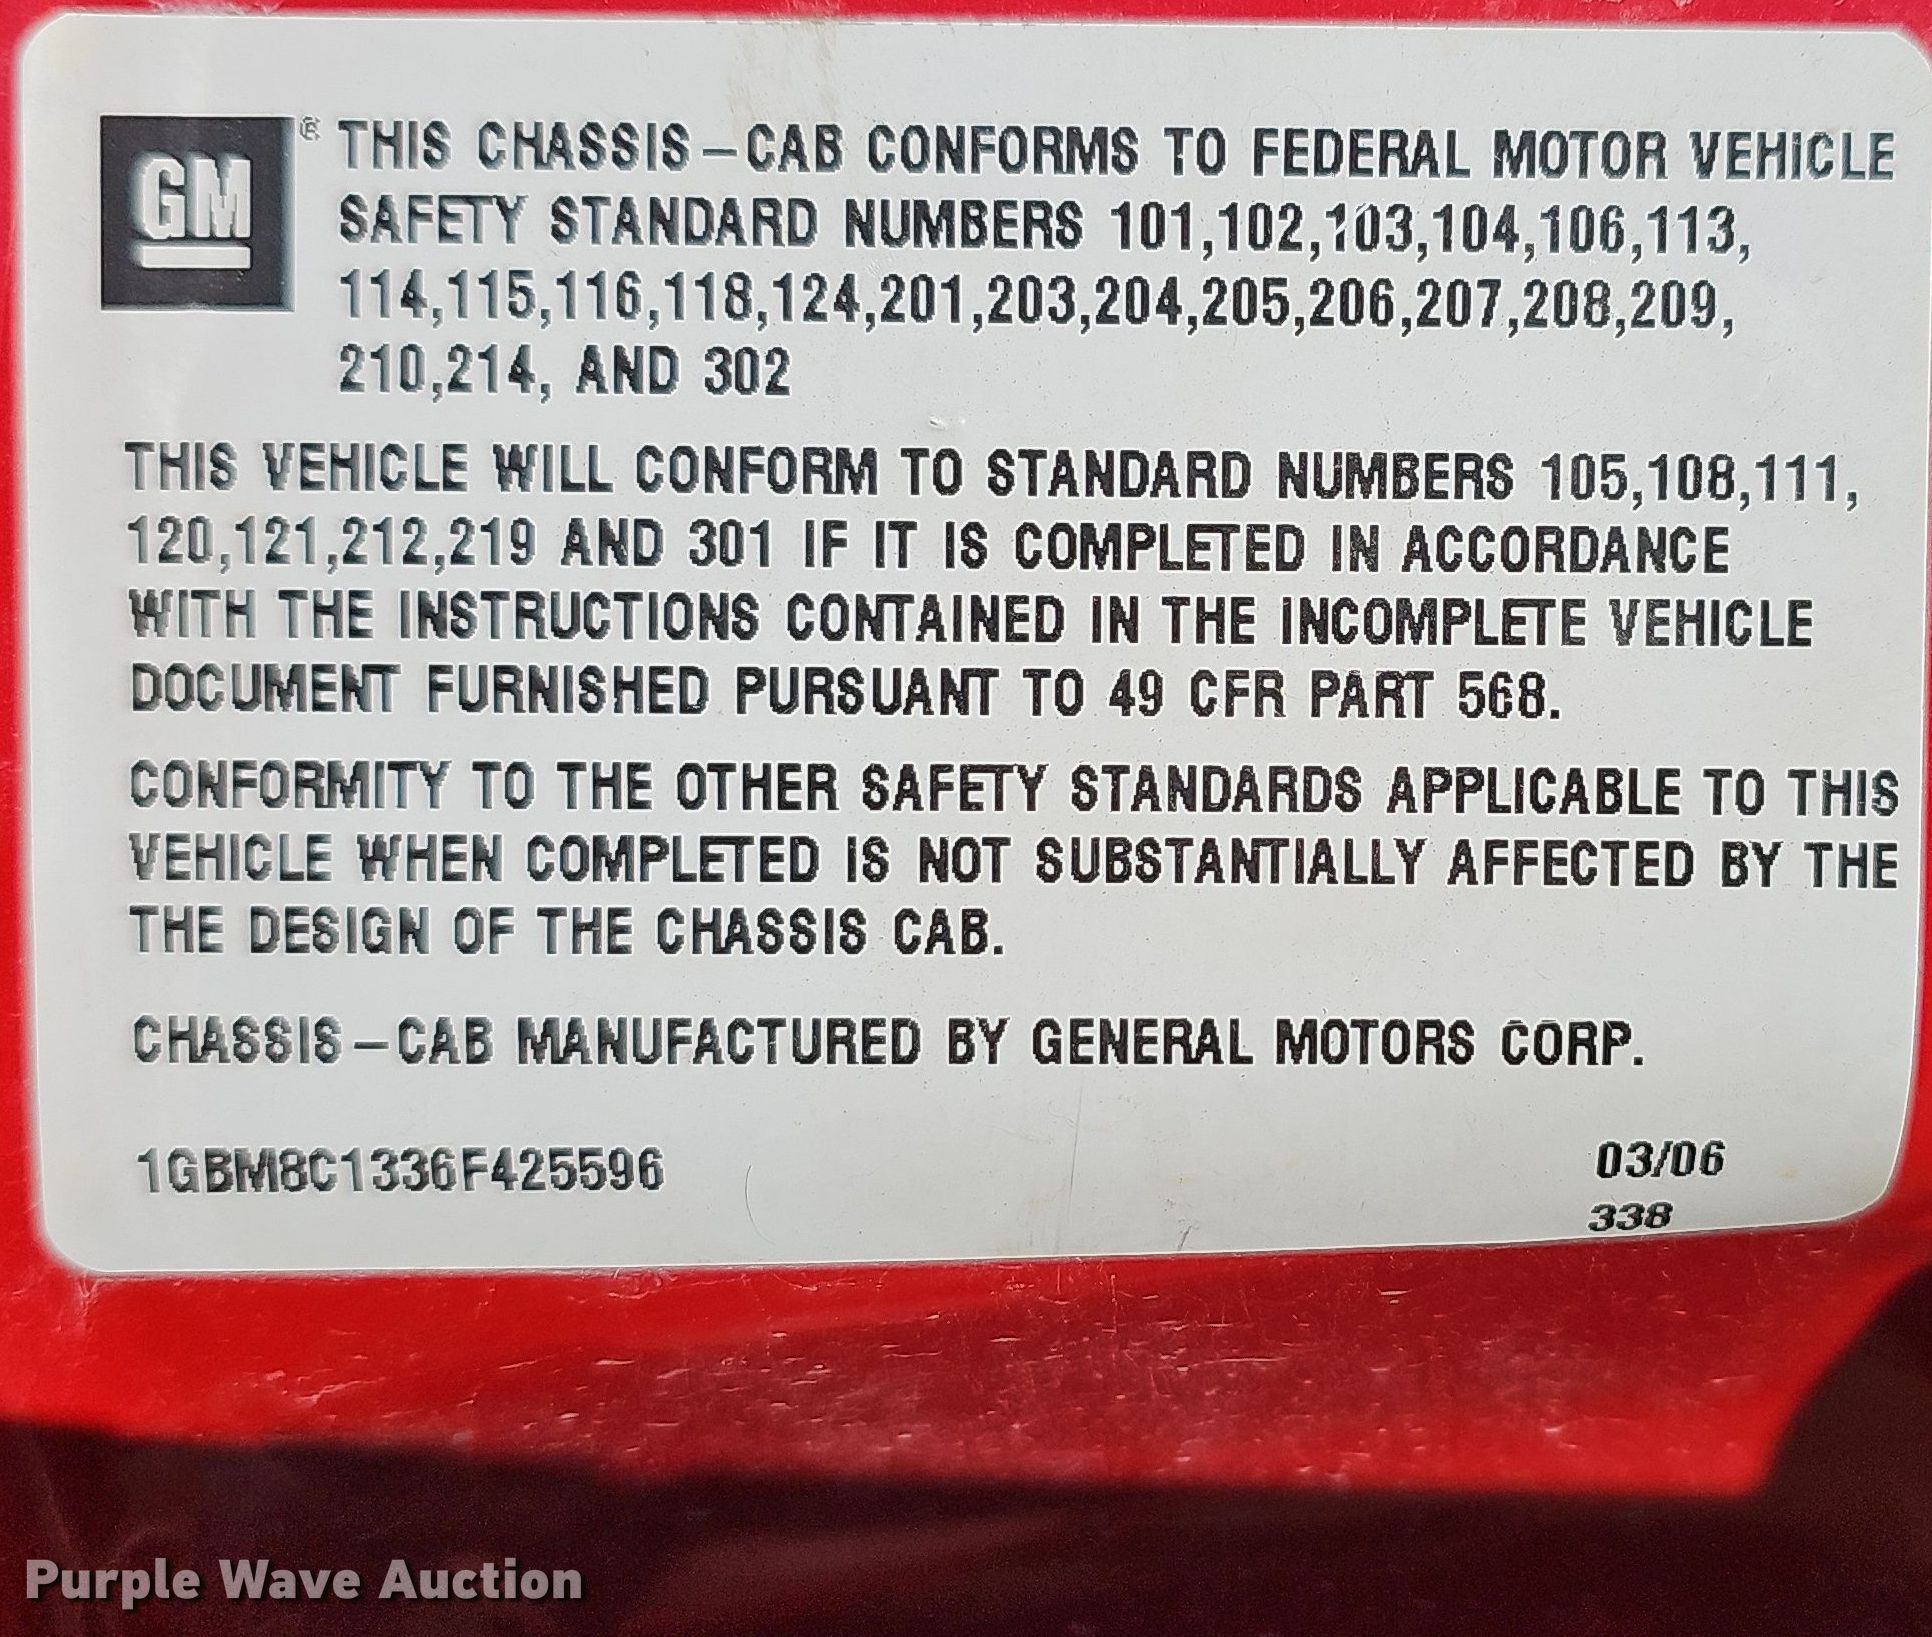 GM
® THIS CHASSIS-CAB CONFORMS TO FEDERAL MOTOR VEHICLE
SAFETY STANDARD NUMBERS 101,102,103,104,106,113,
114,115,116,118,124,201,203,204,205,206,207,208,209,
210,214, AND 302
THIS VEHICLE WILL CONFORM TO STANDARD NUMBERS 105,108,111,
120,121,212,219 AND 301 IF IT IS COMPLETED IN ACCORDANCE
WITH THE INSTRUCTIONS CONTAINED IN THE INCOMPLETE VEHICLE
DOCUMENT FURNISHED PURSUANT TO 49 CFR PART 568.
CONFORMITY TO THE OTHER SAFETY STANDARDS APPLICABLE TO THIS
VEHICLE WHEN COMPLETED IS NOT SUBSTANTIALLY AFFECTED BY THE
THE DESIGN OF THE CHASSIS CAB.
CHASSIS-CAB MANUFACTURED BY GENERAL MOTORS CORP.
1GBM8C1336F425596 03/06
338
Purple Wave Auction